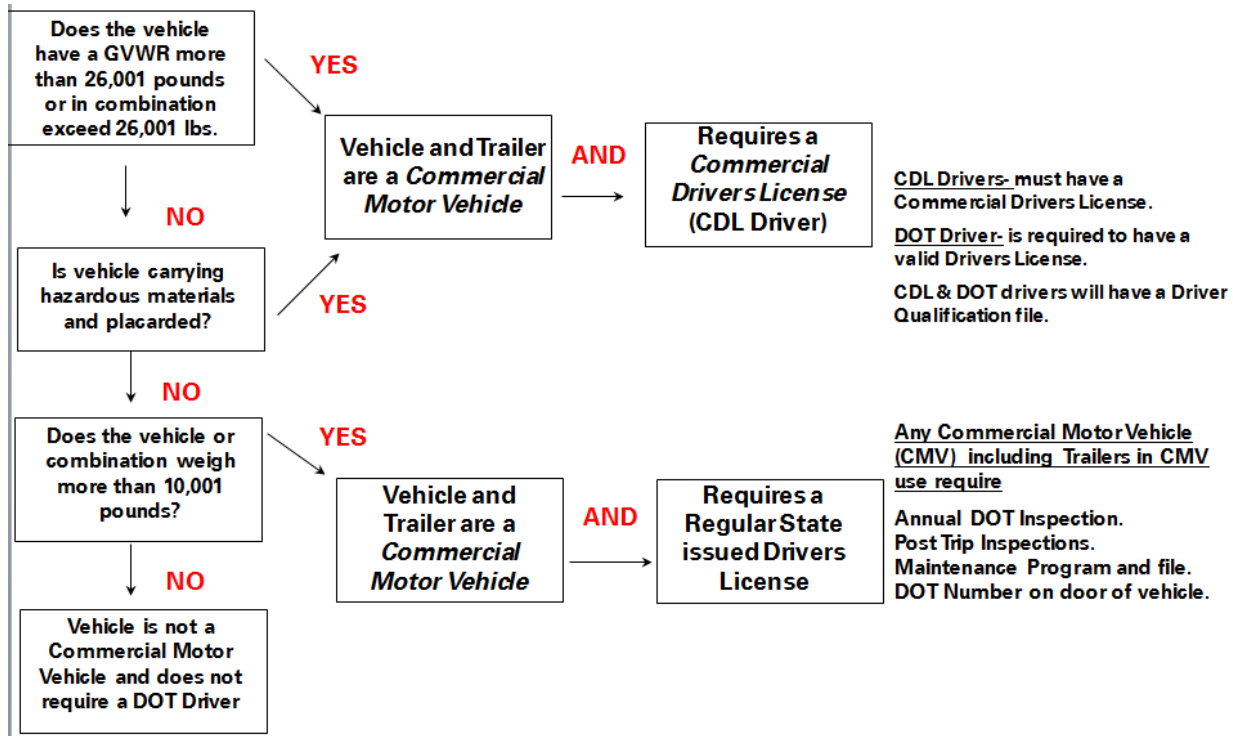 Does the vehicle
have a GVWR more
than 26,001 pounds
or in combination
exceed 26,001 lbs.
YES
Vehicle and Trailer
are a Commercial
Motor Vehicle
AND
Requires a
Commercial
Drivers License
(CDL Driver)
NO
Is vehicle carrying
hazardous materials
and placarded?
YES
CDL Drivers- must have a
Commercial Drivers License.
DOT Driver- is required to have a
valid Drivers License.
CDL & DOT drivers will have a Driver
Qualification file.
NO
Does the vehicle or
combination weigh
more than 10,001
pounds?
YES
Vehicle and
Trailer are a
Commercial
Motor Vehicle
AND
Requires a
Regular State
issued Drivers
License
Any Commercial Motor Vehicle
(CMV) including Trailers in CMV
use require
Annual DOT Inspection.
Post Trip Inspections.
Maintenance Program and file.
DOT Number on door of vehicle.
NO
Vehicle is not a
Commercial Motor
Vehicle and does not
require a DOT Driver